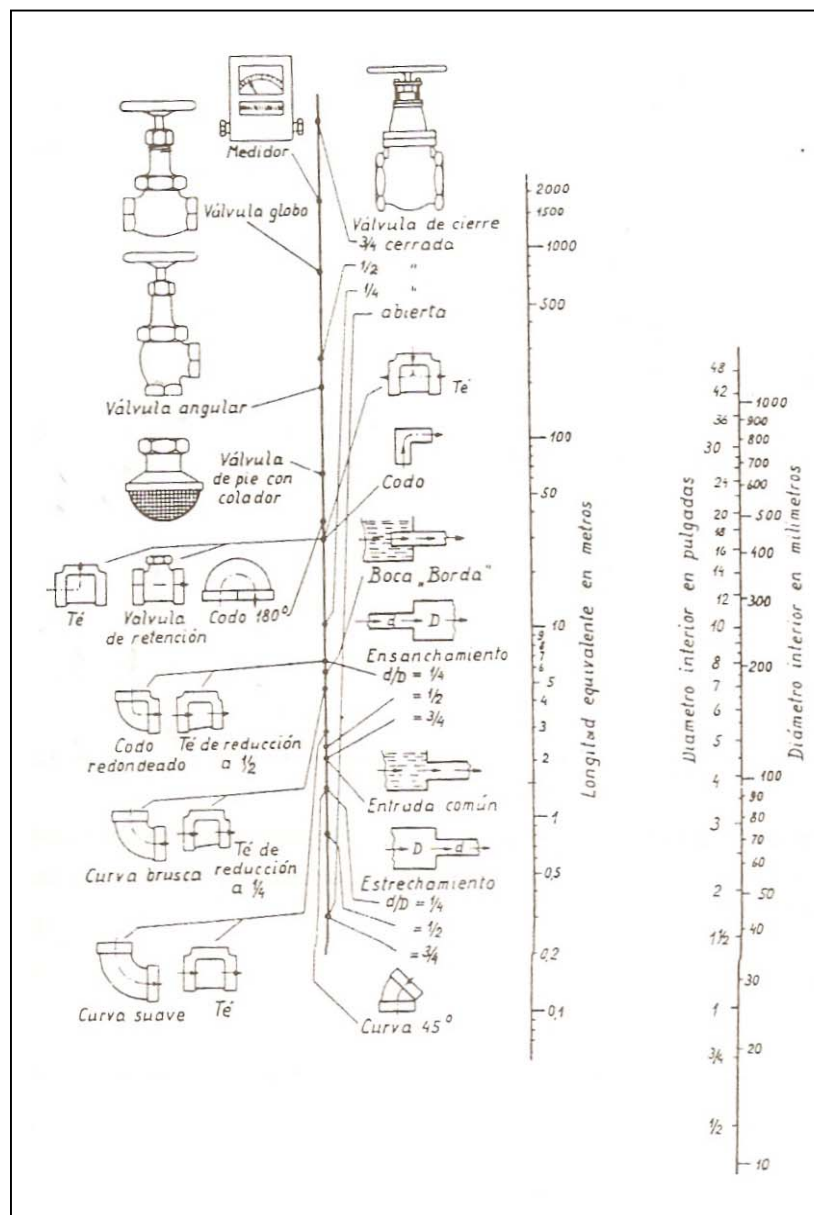 Medidor
Válvula globo
Válvula de cierre
3/4 cerrada
1/2 "
1/4 "
abierta
Válvula angular
Té
Válvula
de pie con
colador
Codo
Té
Válvula
de retención
Codo 180°
Boca „Borda"
d D
Ensanchamiento
d/D = 1/4
= 1/2
= 3/4
Codo
redondeado
Té de reducción
a 1/2
Entrada común
D d
Curva brusca
Té de
reducción
a 1/4
Estrechamiento
d/D = 1/4
= 1/2
= 3/4
Curva suave
Té
Curva 45°
2000
1500
1000
500
100
50
10
9
8
7
6
5
4
3
2
1
0,5
0,2
0,1
Longitud equivalente en metros
48
42
36
30
24
20
18
16
14
12
10
8
7
6
5
4
3
2
1 1/2
1
3/4
1/2
Diametro interior en pulgadas
1000
900
800
700
600
500
400
300
200
100
90
80
70
60
50
40
30
20
10
Diámetro interior en milímetros